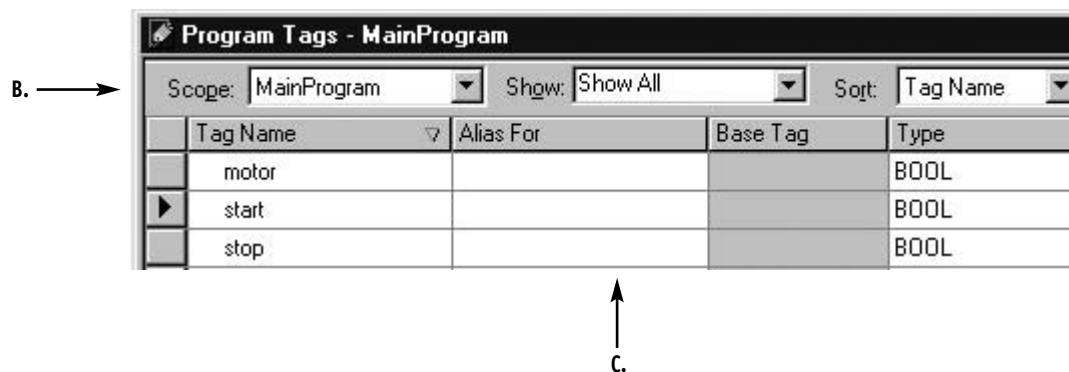 Program Tags - MainProgram
B. Scope: MainProgram Show: Show All Sort: Tag Name
Tag Name Alias For Base Tag Type
motor BOOL
start BOOL
stop BOOL
C.